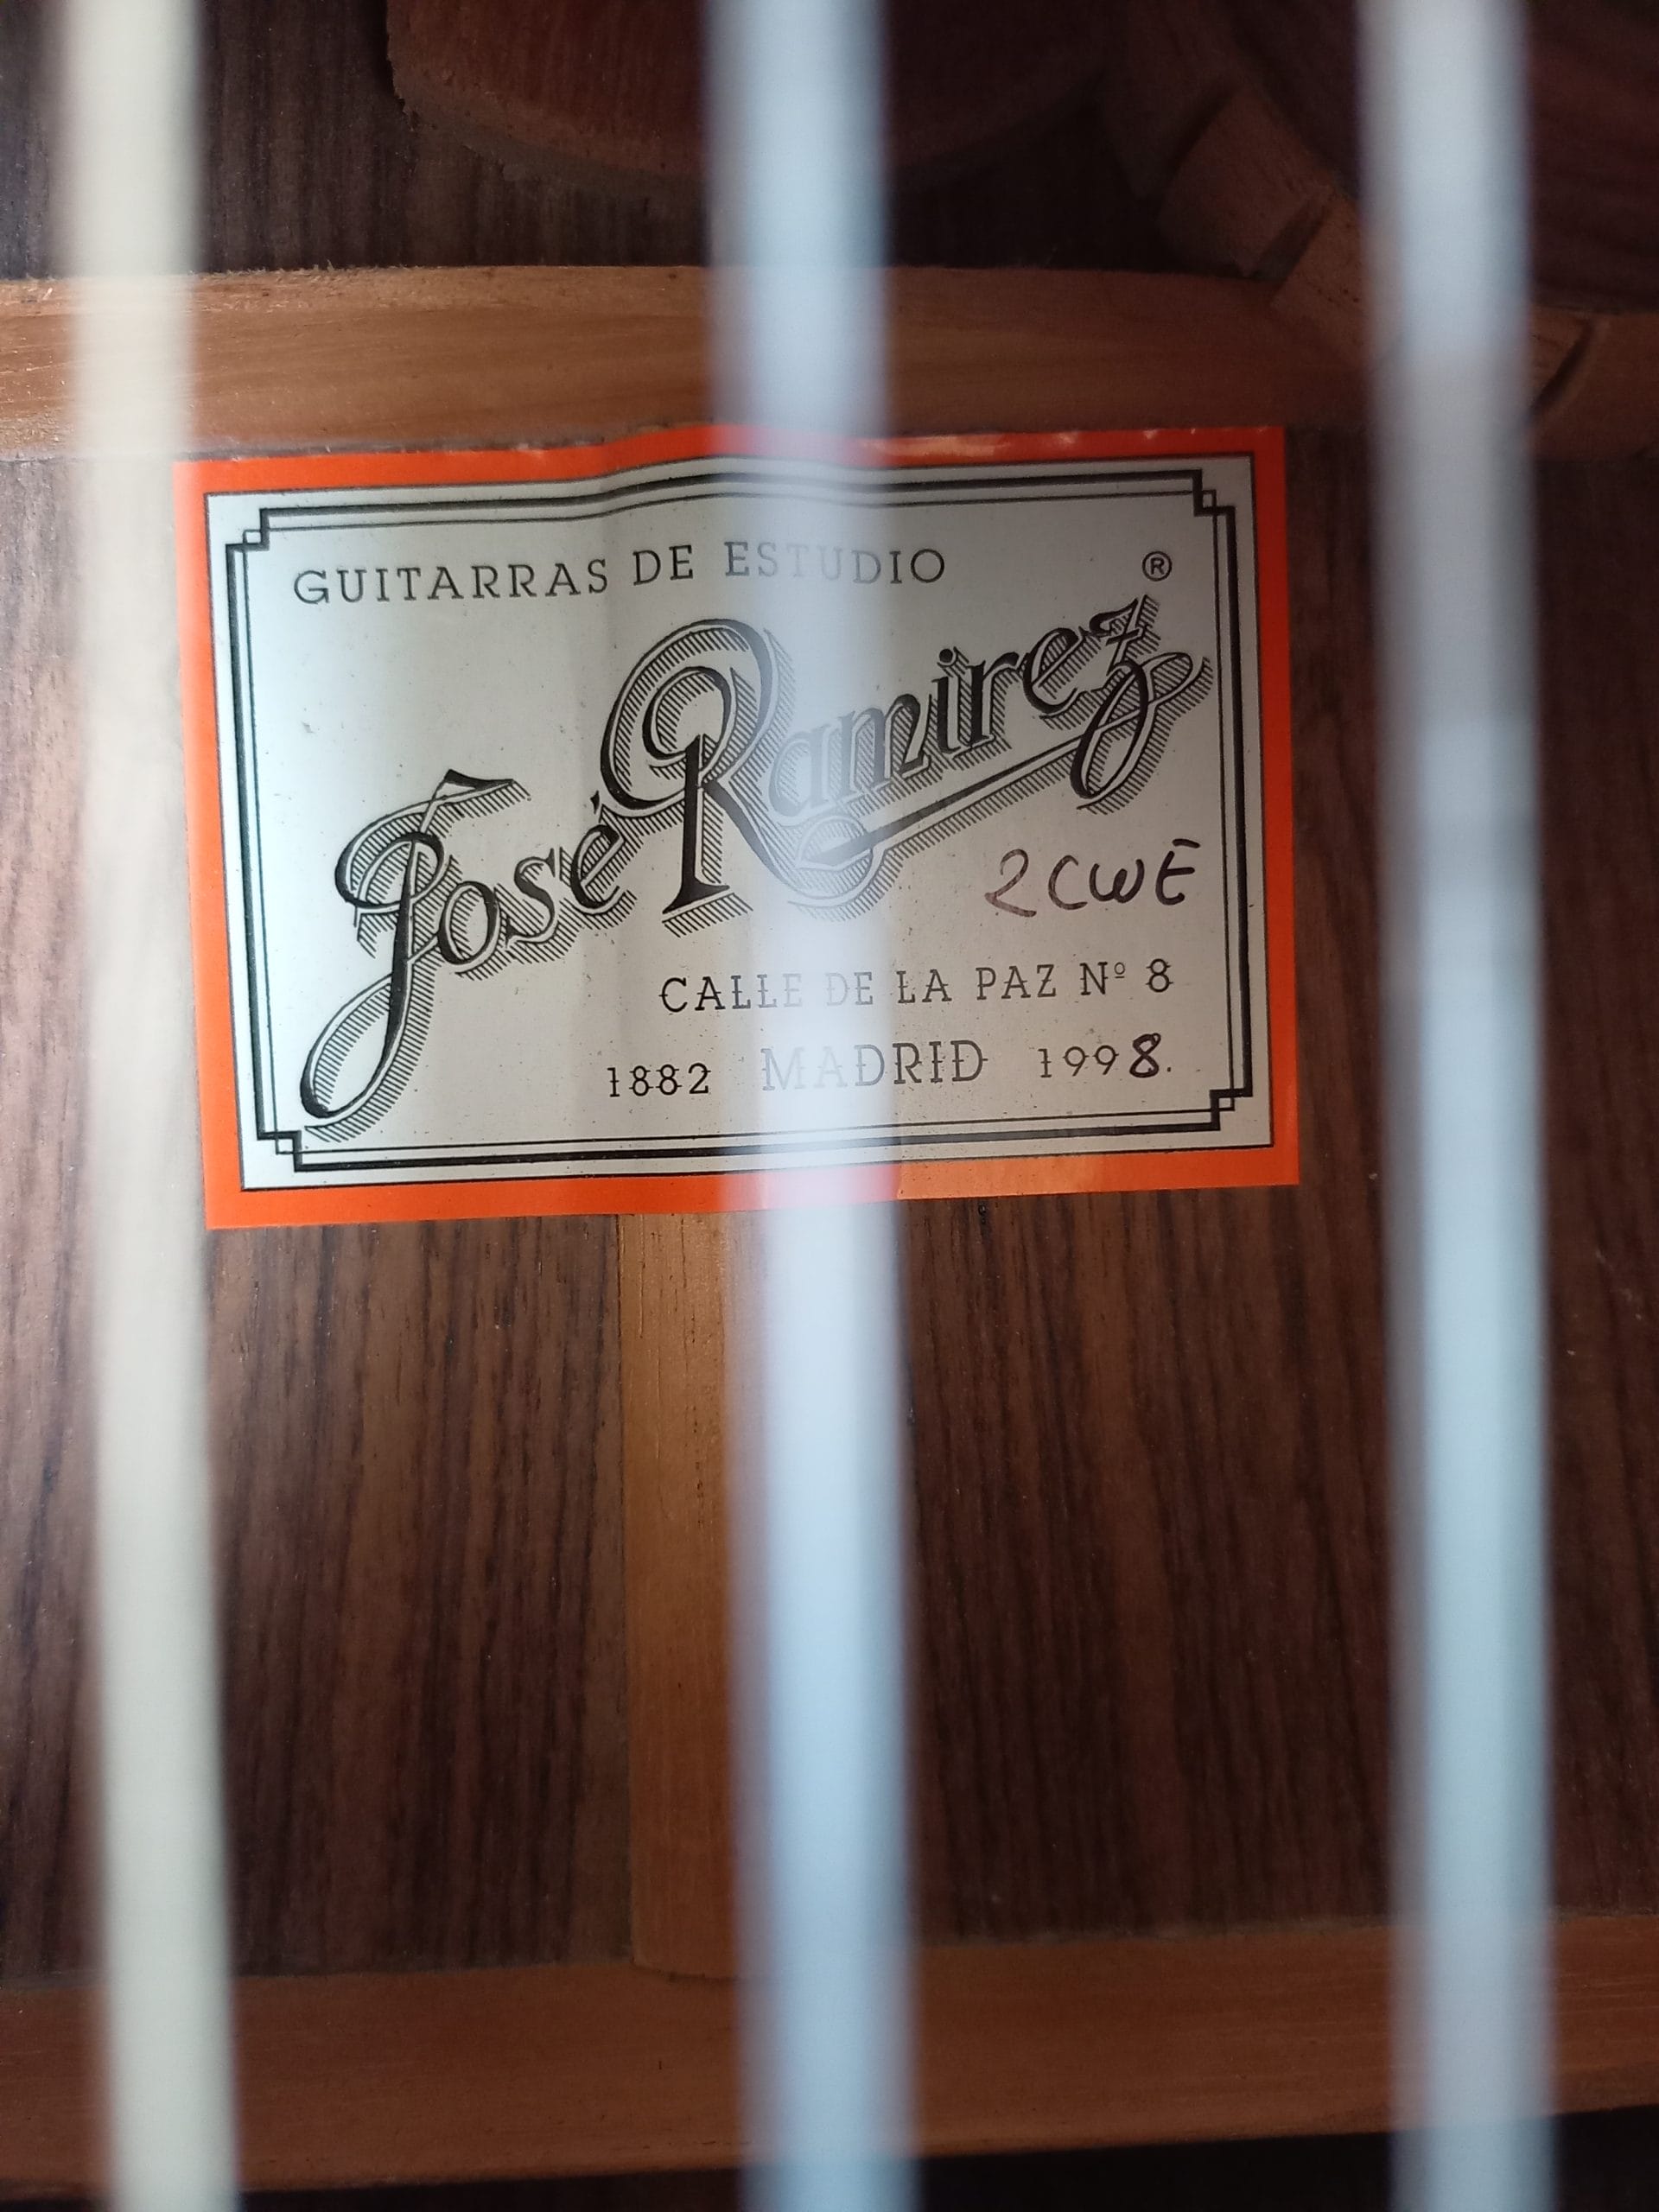 GUITARRAS DE ESTUDIO ®
José Ramirez
2CWE
CALLE DE LA PAZ Nº 8
1882 MADRID 1998.